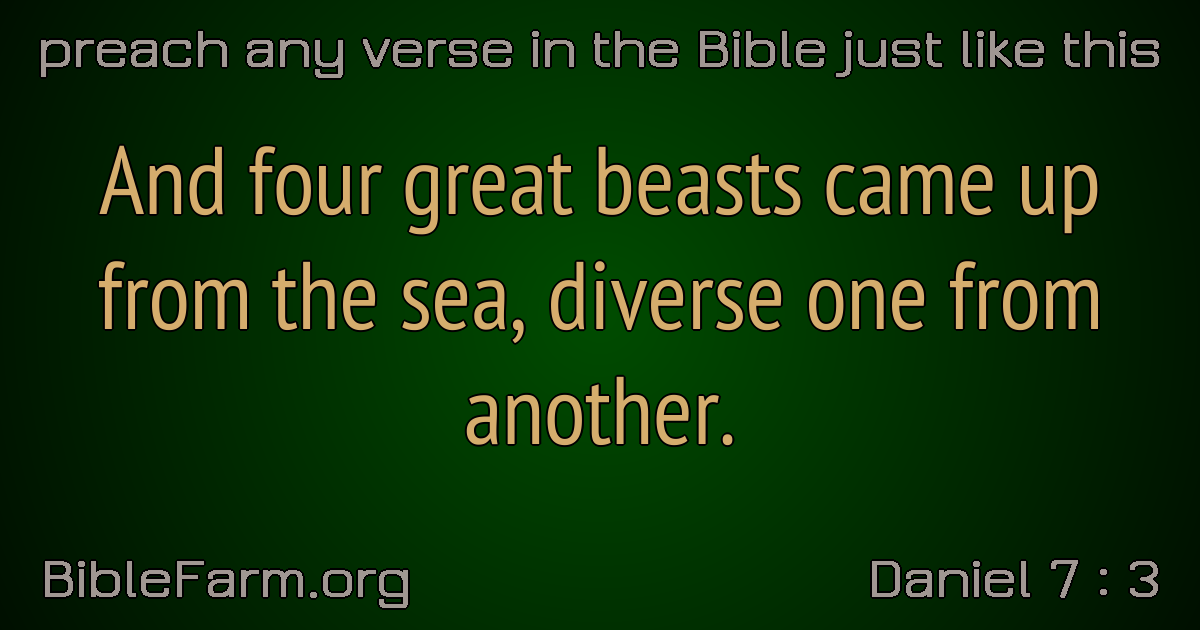 preach any verse in the Bible just like this
And four great beasts came up
from the sea, diverse one from
another.
BibleFarm.org
Daniel 7 : 3